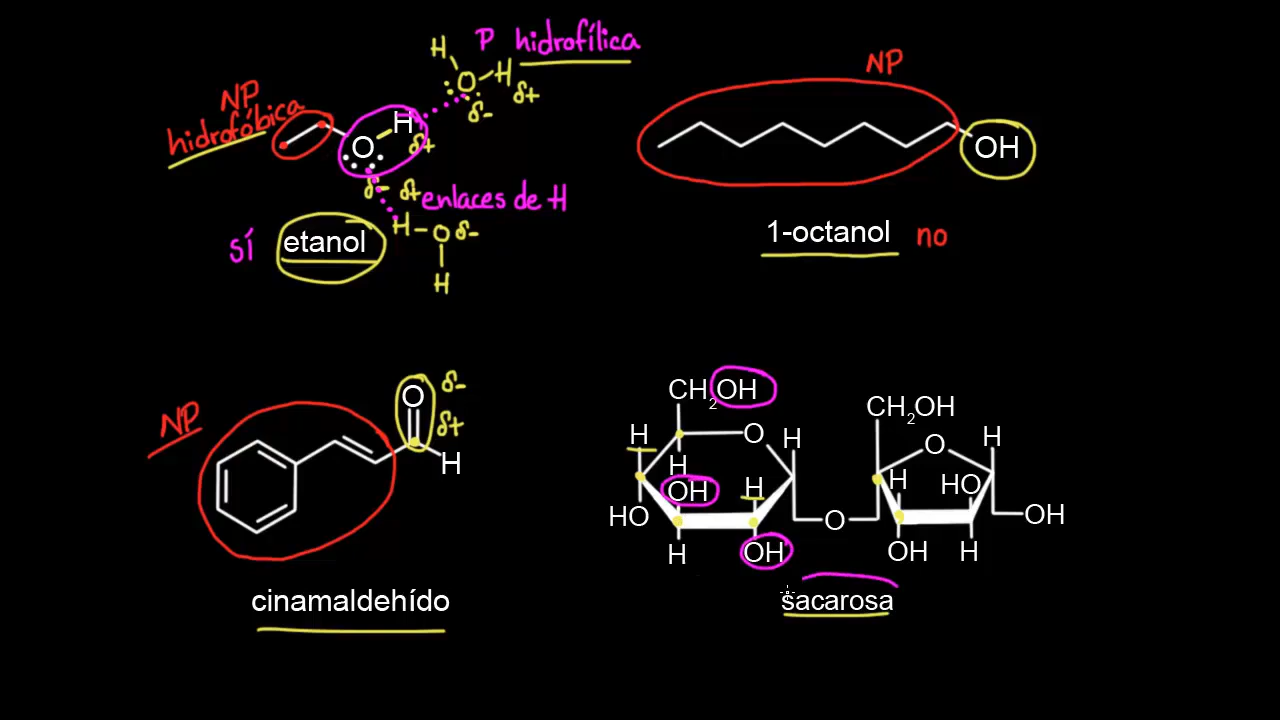 NP
hidrofóbica
H
P hidrofílica
O H
δ- δ+
H
O δ+
δ- δ+ enlaces de H
H-O δ-
H
sí etanol
NP
OH
1-octanol no
NP
O δ-
δ+
H
cinamaldehído
CH2OH
H O H
H
OH H
HO
H OH
O
CH2OH
O H
H HO
OH
OH H
sacarosa